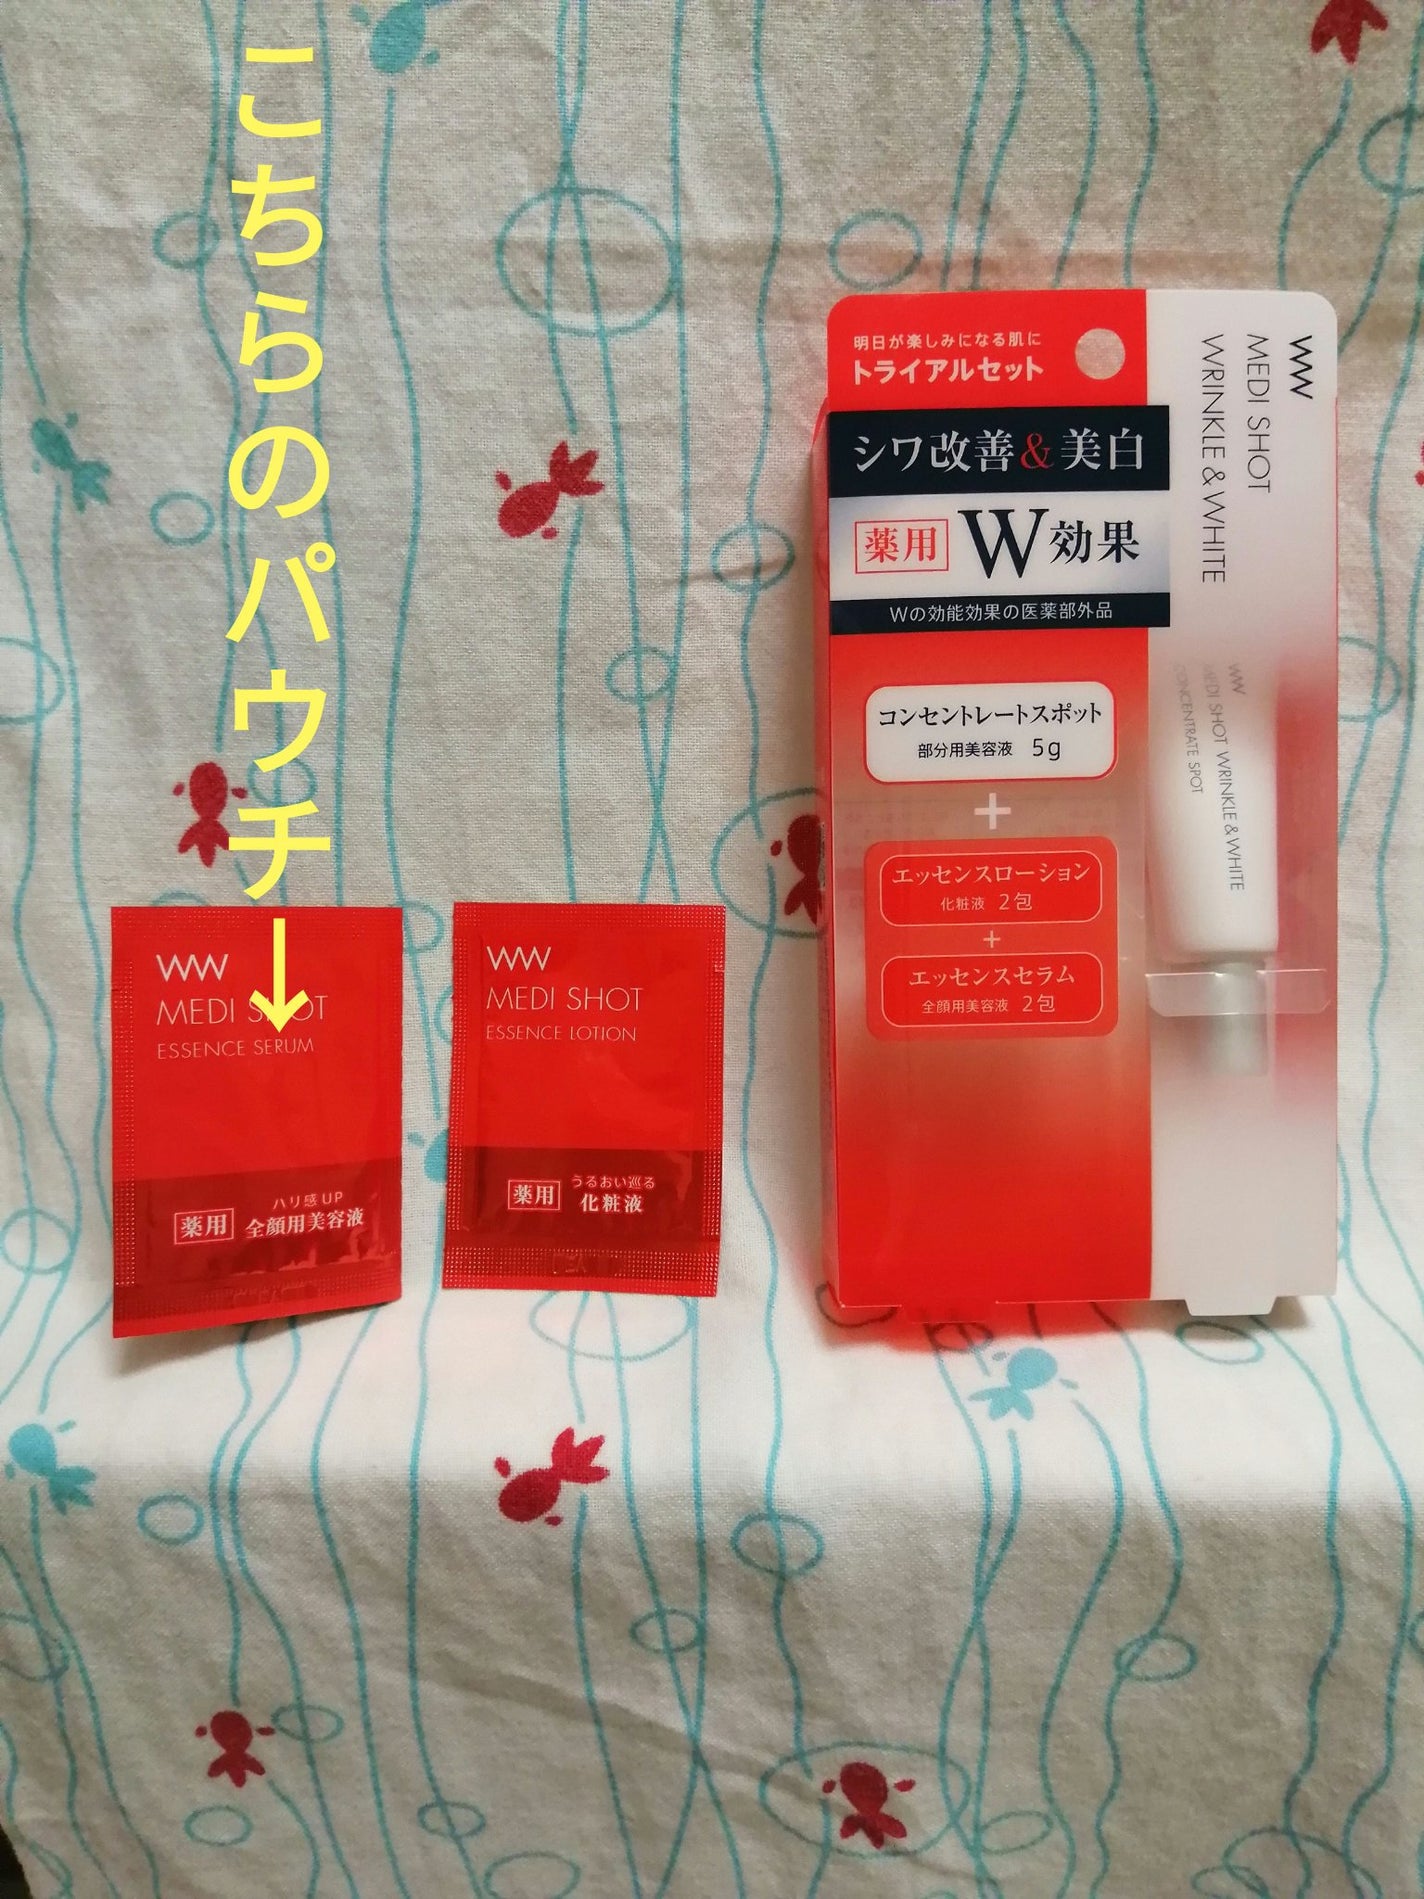 こちらのパウチ→
WW
MEDI SHOT
ESSENCE SERUM
ハリ感UP
薬用 全顔用美容液
WW
MEDI SHOT
ESSENCE LOTION
うるおい巡る
薬用 化粧液
明日が楽しみになる肌に
トライアルセット
シワ改善&美白
薬用 W効果
Wの効能効果の医薬部外品
コンセントレートスポット
部分用美容液 5g
+
エッセンスローション
化粧液 2包
+
エッセンスセラム
全顔用美容液 2包
WW
MEDI SHOT
WRINKLE & WHITE
WW
MEDI SHOT WRINKLE & WHITE
CONCENTRATE SPOT